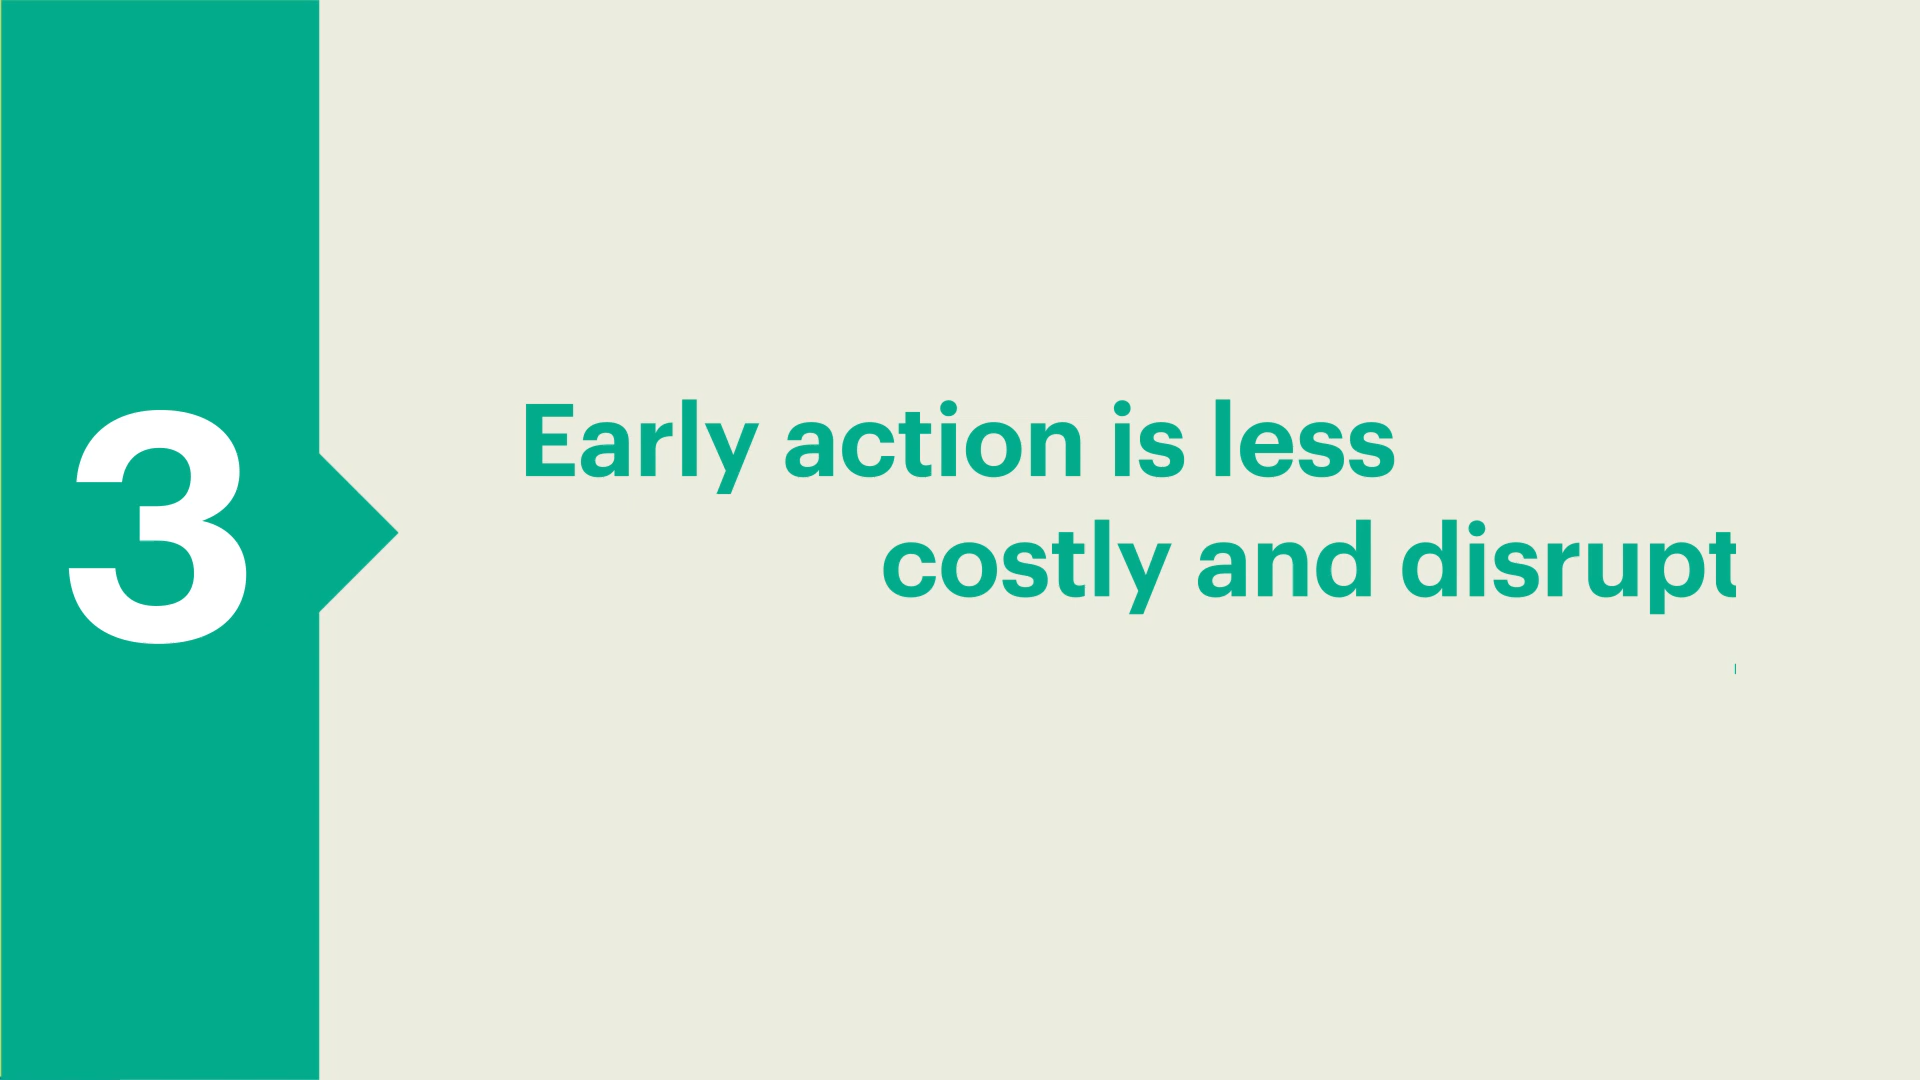 3
Early action is less
costly and disrupt